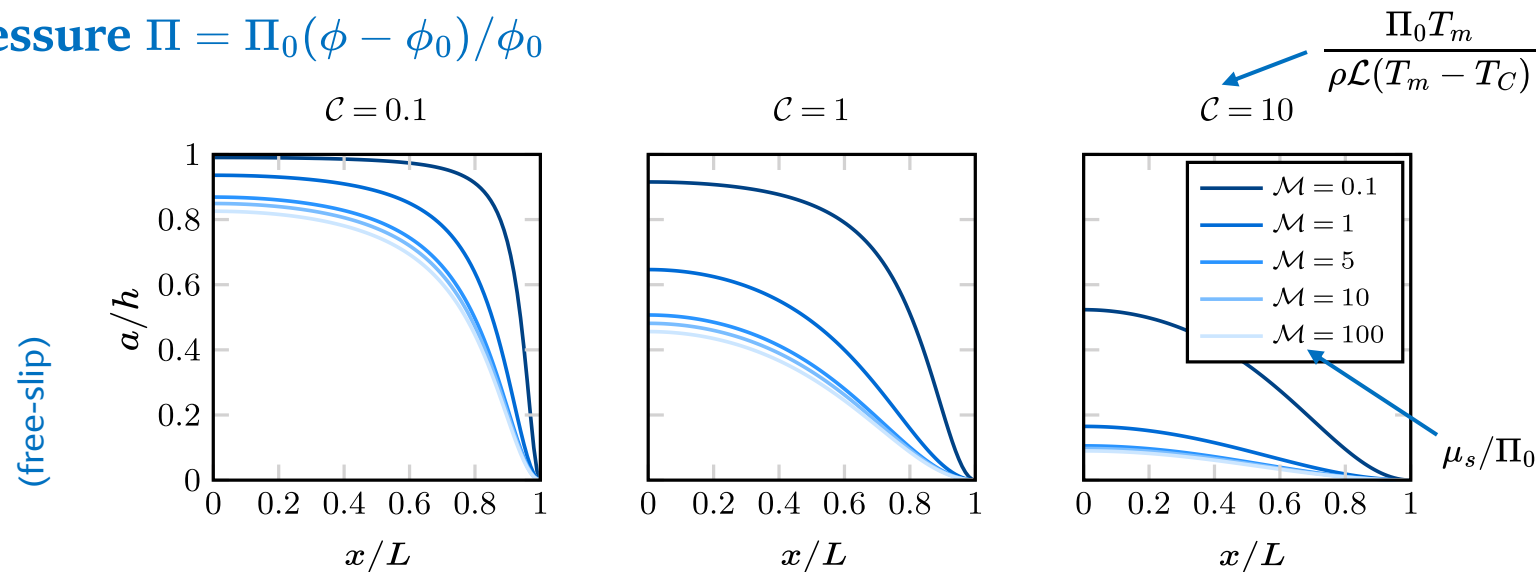 essure Π = Π₀(ϕ − ϕ₀)/ϕ₀
Π₀Tₘ
ρℒ(Tₘ − T_C)
𝒞 = 0.1
𝒞 = 1
𝒞 = 10
1
0.8
0.6
0.4
0.2
0
a/h
(free-slip)
ℳ = 0.1
ℳ = 1
ℳ = 5
ℳ = 10
ℳ = 100
μₛ/Π₀
0 0.2 0.4 0.6 0.8 1
0 0.2 0.4 0.6 0.8 1
0 0.2 0.4 0.6 0.8 1
x/L
x/L
x/L